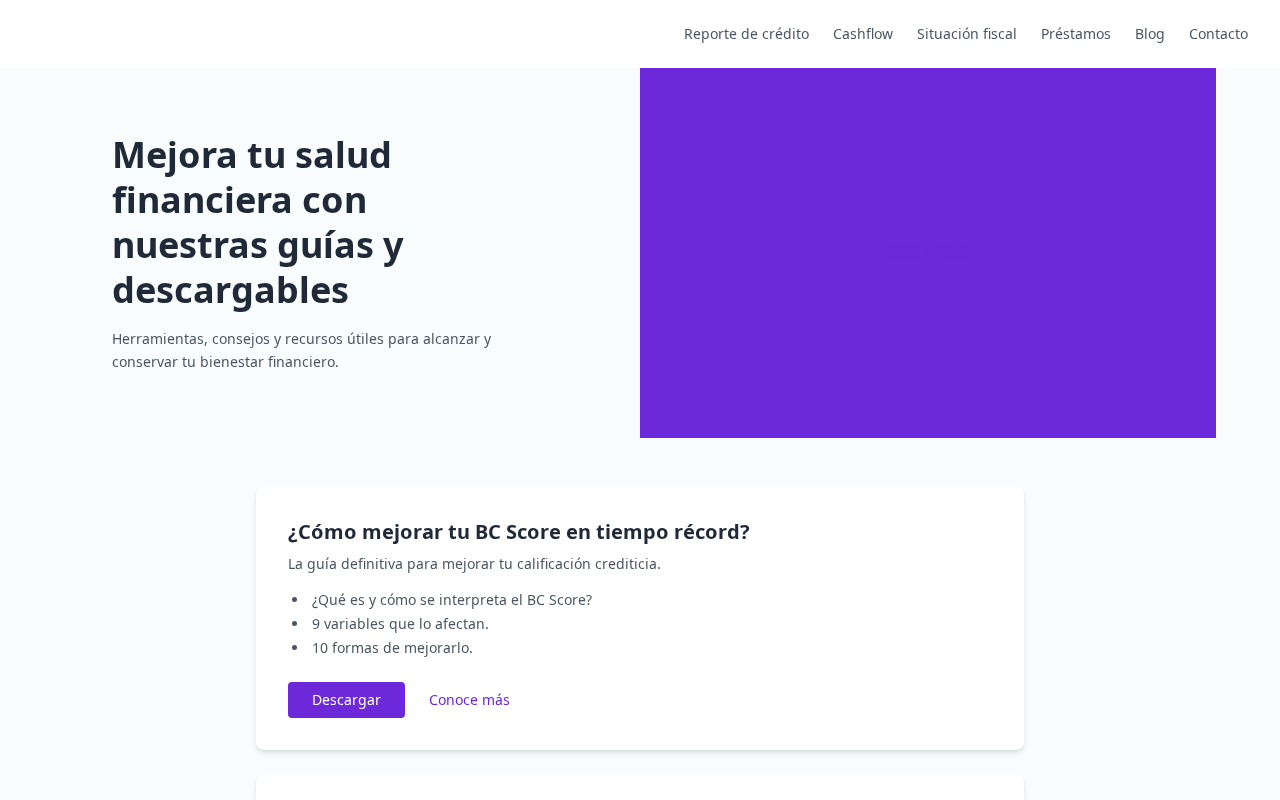 Reporte de crédito Cashflow Situación fiscal Préstamos Blog Contacto
Mejora tu salud
financiera con
nuestras guías y
descargables
Herramientas, consejos y recursos útiles para alcanzar y
conservar tu bienestar financiero.
¿Cómo mejorar tu BC Score en tiempo récord?
La guía definitiva para mejorar tu calificación crediticia.
• ¿Qué es y cómo se interpreta el BC Score?
• 9 variables que lo afectan.
• 10 formas de mejorarlo.
Descargar Conoce más